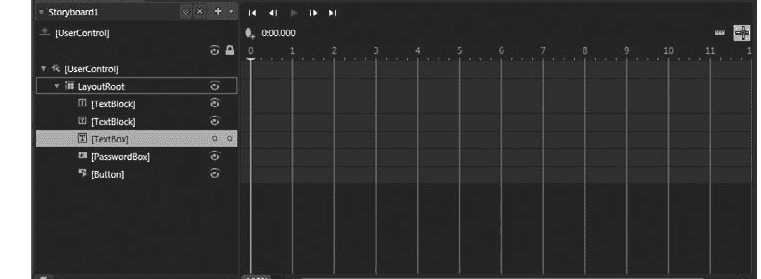 Storyboard1
[UserControl]
0:00.000
0 1 2 3 4 5 6 7 8 9 10 11
[UserControl]
LayoutRoot
[TextBlock]
[TextBlock]
[TextBox]
[PasswordBox]
[Button]